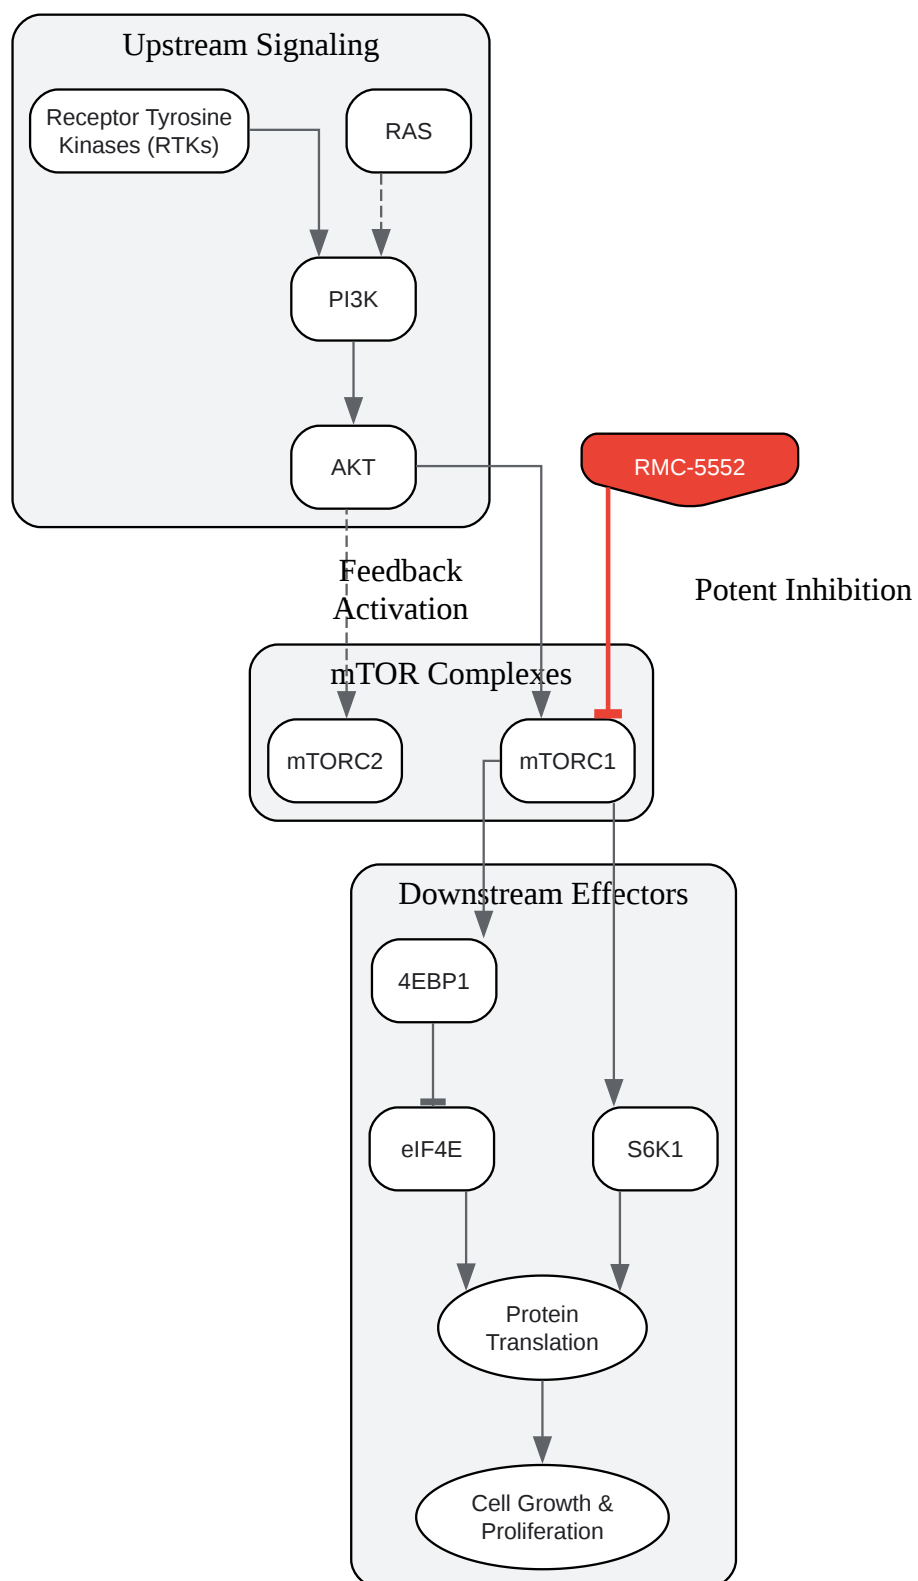 Upstream Signaling
Receptor Tyrosine
Kinases (RTKs)
RAS
PI3K
AKT
RMC-5552
Feedback
Activation
Potent Inhibition
mTOR Complexes
mTORC2
mTORC1
Downstream Effectors
4EBP1
eIF4E
S6K1
Protein
Translation
Cell Growth &
Proliferation